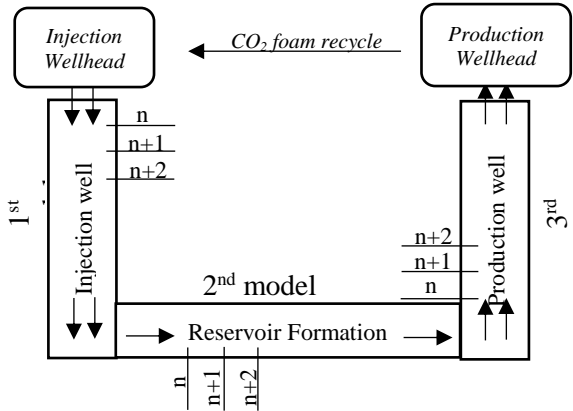 Injection
Wellhead
CO₂ foam recycle
Production
Wellhead
n
n+1
n+2
1st
Injection well
2nd model
n+2
n+1
n
Production well
3rd
Reservoir Formation
n
n+1
n+2